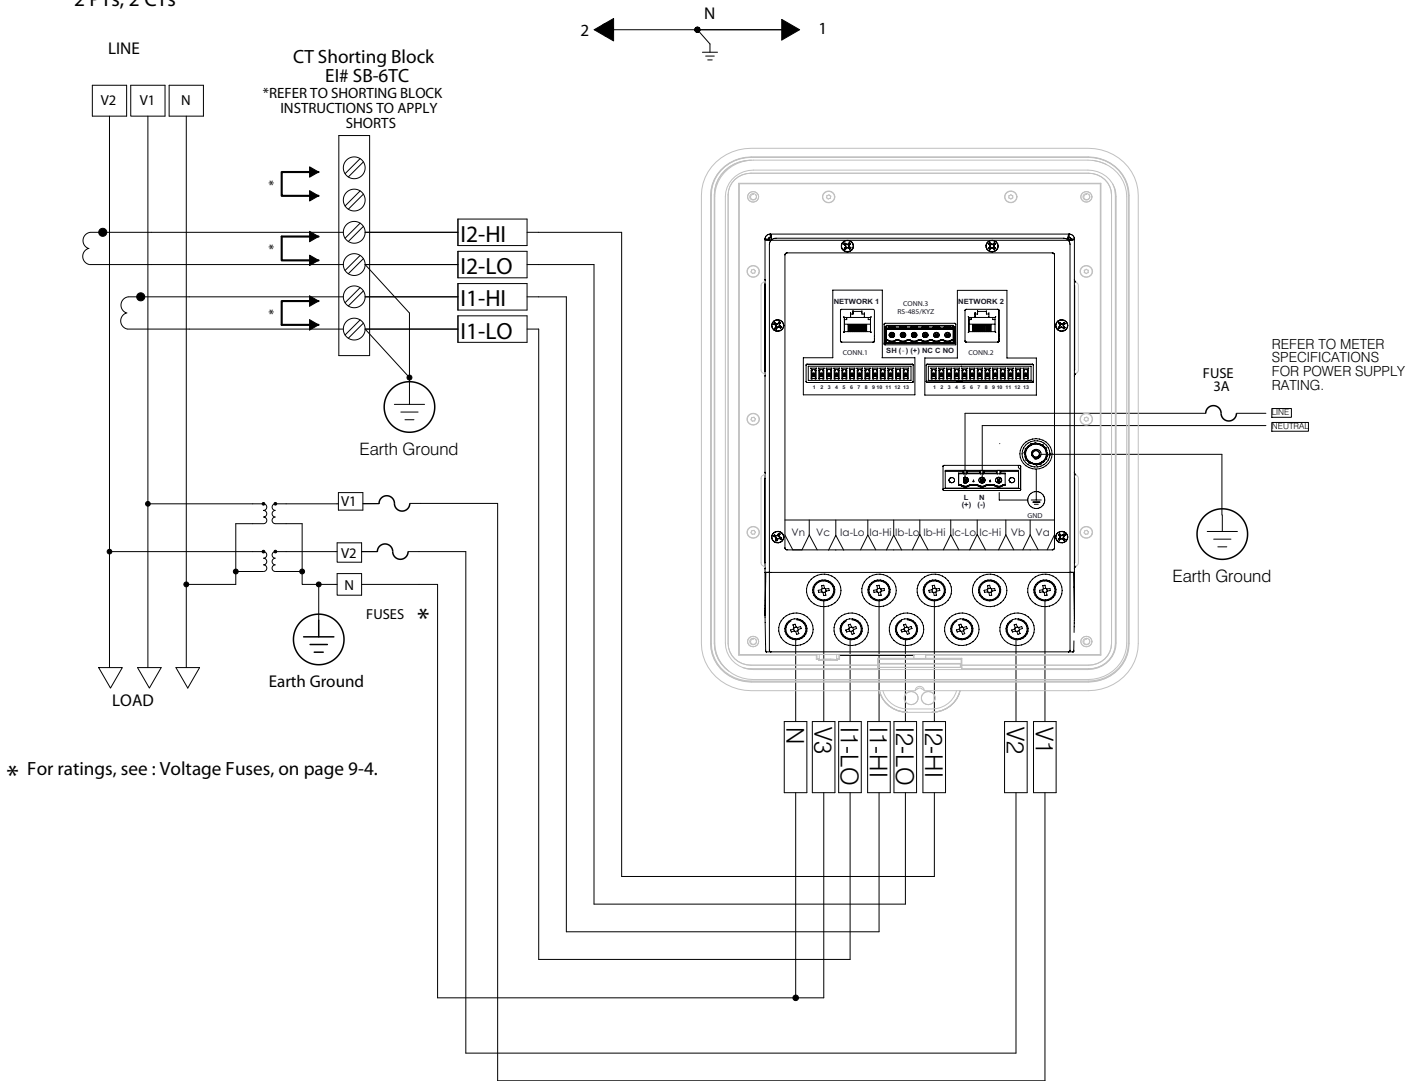 2 PTs, 2 CTs
N
2
1
LINE
V2
V1
N
CT Shorting Block
EI# SB-6TC
*REFER TO SHORTING BLOCK
INSTRUCTIONS TO APPLY
SHORTS
*
*
*
I2-HI
I2-LO
I1-HI
I1-LO
Earth Ground
V1
V2
N
FUSES *
Earth Ground
LOAD
* For ratings, see : Voltage Fuses, on page 9-4.
NETWORK 1
CONN.3
RS-485/KYZ
NETWORK 2
SH (-) (+) NC C NO
CONN.1
CONN.2
1 2 3 4 5 6 7 8 9 10 11 12 13
1 2 3 4 5 6 7 8 9 10 11 12 13
L
(+)
N
(-)
GND
Vn
Vc
Ia-Lo
Ia-Hi
Ib-Lo
Ib-Hi
Ic-Lo
Ic-Hi
Vb
Va
FUSE
3A
REFER TO METER
SPECIFICATIONS
FOR POWER SUPPLY
RATING.
LINE
NEUTRAL
Earth Ground
N
V3
I1-LO
I1-HI
I2-LO
I2-HI
V2
V1